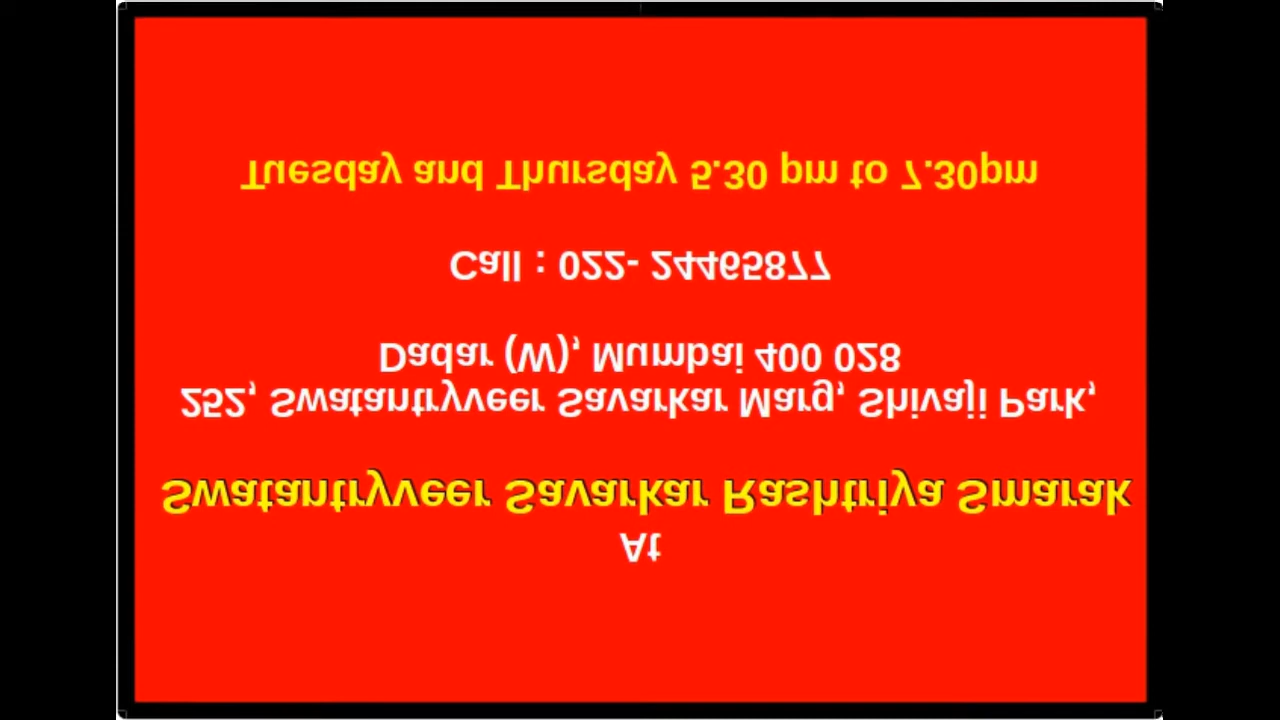 At
Swatantryveer Savarkar Rashtriya Smarak
252, Swatantryveer Savarkar Marg, Shivaji Park,
Dadar (W), Mumbai 400 028
Call : 022- 24465877
Tuesday and Thursday 5.30 pm to 7.30pm